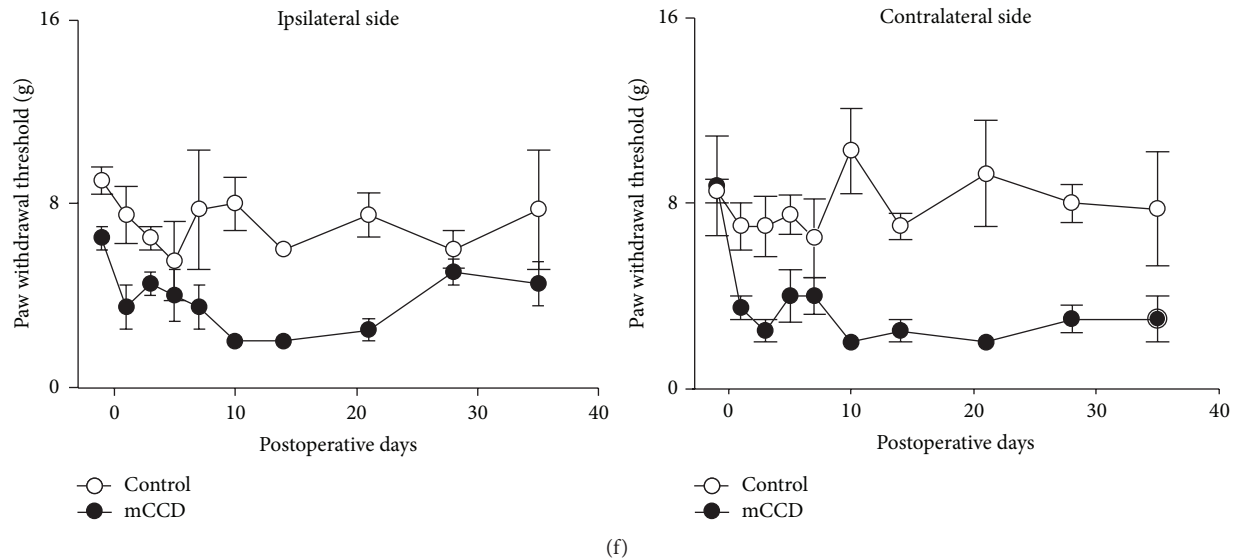 Ipsilateral side
16
8
0
Paw withdrawal threshold (g)
0 10 20 30 40
Postoperative days
Control
mCCD
Contralateral side
16
8
0
Paw withdrawal threshold (g)
0 10 20 30 40
Postoperative days
Control
mCCD
(f)